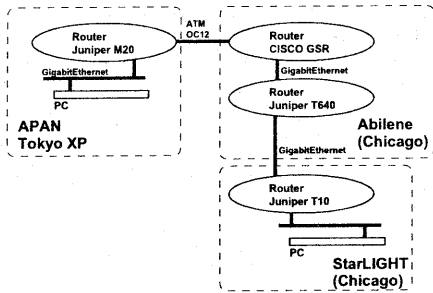 ATM
OC12
Router
Juniper M20
Router
CISCO GSR
GigabitEthernet
PC
GigabitEthernet
Router
Juniper T640
APAN
Tokyo XP
Abilene
(Chicago)
GigabitEthernet
Router
Juniper T10
PC
StarLIGHT
(Chicago)